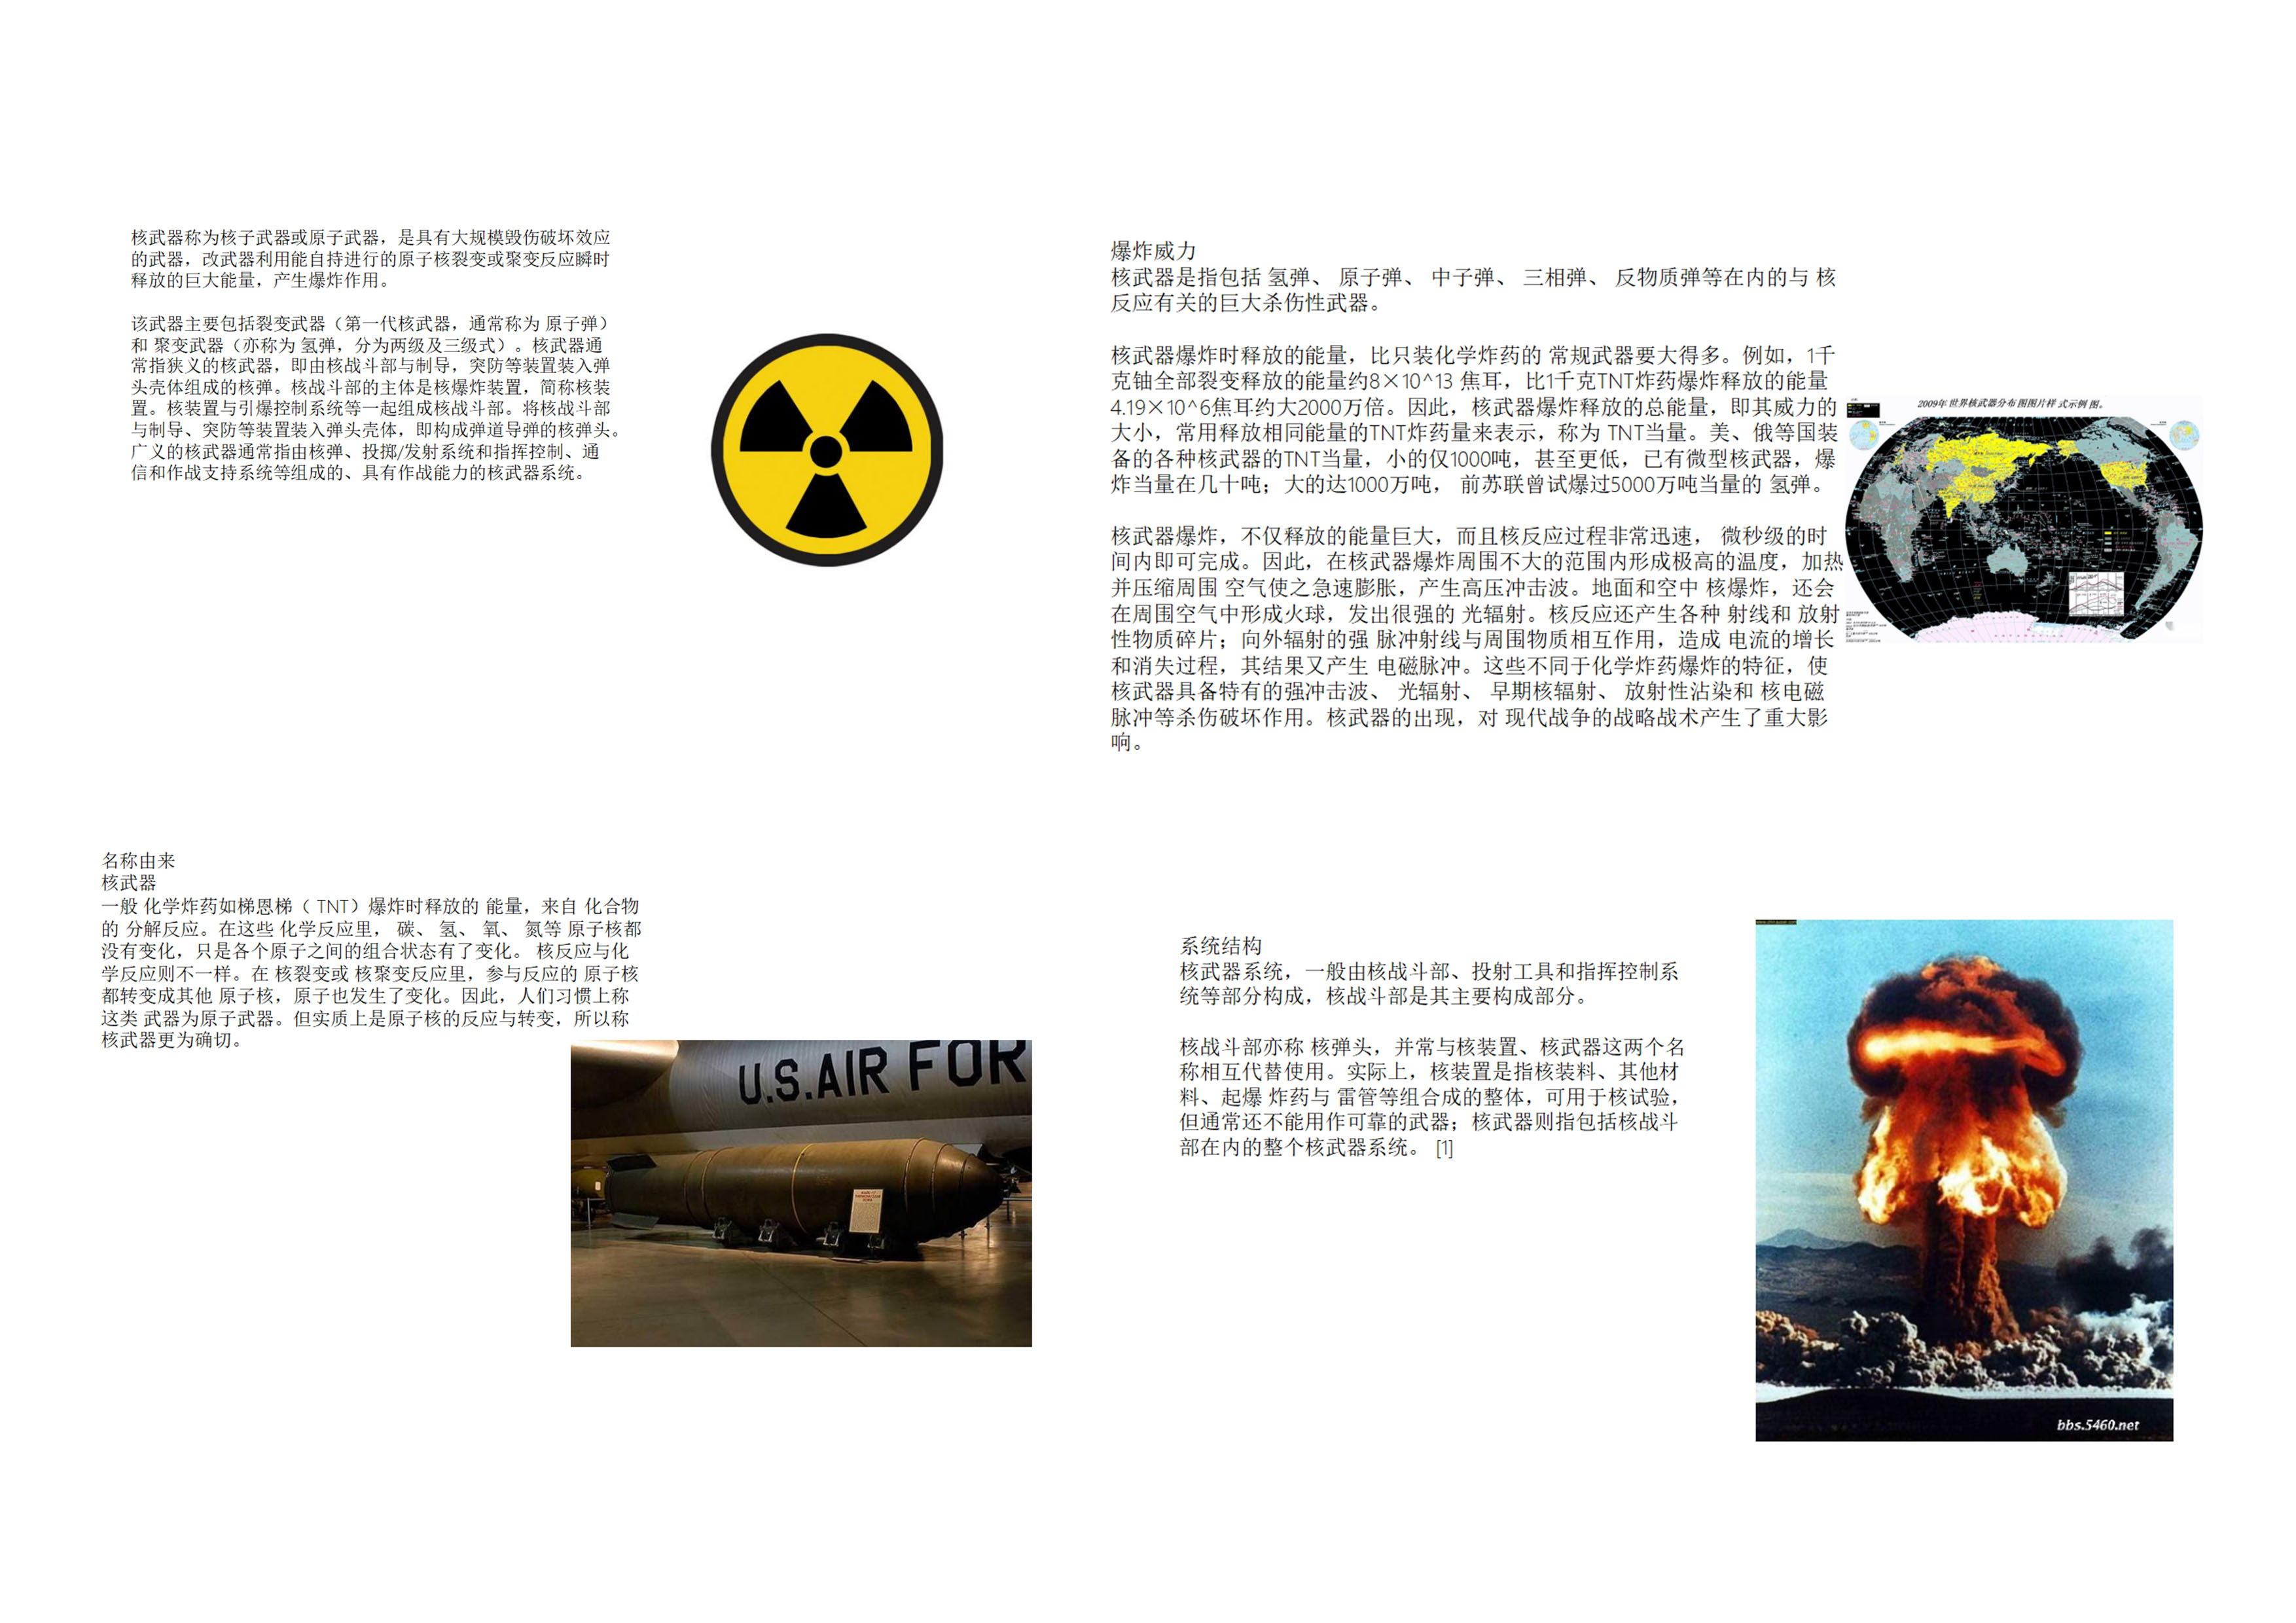 核武器称为核子武器或原子武器，是具有大规模毁伤破坏效应
的武器，改武器利用能自持进行的原子核裂变或聚变反应瞬时
释放的巨大能量，产生爆炸作用。
该武器主要包括裂变武器（第一代核武器，通常称为 原子弹）
和 聚变武器（亦称为 氢弹，分为两级及三级式）。核武器通
常指狭义的核武器，即由核战斗部与制导，突防等装置装入弹
头壳体组成的核弹。核战斗部的主体是核爆炸装置，简称核装
置。核装置与引爆控制系统等一起组成核战斗部。将核战斗部
与制导、突防等装置装入弹头壳体，即构成弹道导弹的核弹头。
广义的核武器通常指由核弹、投掷/发射系统和指挥控制、通
信和作战支持系统等组成的、具有作战能力的核武器系统。
爆炸威力
核武器是指包括 氢弹、 原子弹、 中子弹、 三相弹、 反物质弹等在内的与 核
反应有关的巨大杀伤性武器。
核武器爆炸时释放的能量，比只装化学炸药的 常规武器要大得多。例如，1千
克铀全部裂变释放的能量约8×10^13 焦耳，比1千克TNT炸药爆炸释放的能量
4.19×10^6焦耳约大2000万倍。因此，核武器爆炸释放的总能量，即其威力的
大小，常用释放相同能量的TNT炸药量来表示，称为 TNT当量。美、俄等国装
备的各种核武器的TNT当量，小的仅1000吨，甚至更低，已有微型核武器，爆
炸当量在几十吨；大的达1000万吨， 前苏联曾试爆过5000万吨当量的 氢弹。
核武器爆炸，不仅释放的能量巨大，而且核反应过程非常迅速， 微秒级的时
间内即可完成。因此，在核武器爆炸周围不大的范围内形成极高的温度，加热
并压缩周围 空气使之急速膨胀，产生高压冲击波。地面和空中 核爆炸，还会
在周围空气中形成火球，发出很强的 光辐射。核反应还产生各种 射线和 放射
性物质碎片；向外辐射的强 脉冲射线与周围物质相互作用，造成 电流的增长
和消失过程，其结果又产生 电磁脉冲。这些不同于化学炸药爆炸的特征，使
核武器具备特有的强冲击波、 光辐射、 早期核辐射、 放射性沾染和 核电磁
脉冲等杀伤破坏作用。核武器的出现，对 现代战争的战略战术产生了重大影
响。
2009年 世界核武器分布图图片样 式示例 图。
名称由来
核武器
一般 化学炸药如梯恩梯（ TNT）爆炸时释放的 能量，来自 化合物
的 分解反应。在这些 化学反应里， 碳、 氢、 氧、 氮等 原子核都
没有变化，只是各个原子之间的组合状态有了变化。 核反应与化
学反应则不一样。在 核裂变或 核聚变反应里，参与反应的 原子核
都转变成其他 原子核，原子也发生了变化。因此，人们习惯上称
这类 武器为原子武器。但实质上是原子核的反应与转变，所以称
核武器更为确切。
U.S.AIR FOR
系统结构
核武器系统，一般由核战斗部、投射工具和指挥控制系
统等部分构成，核战斗部是其主要构成部分。
核战斗部亦称 核弹头，并常与核装置、核武器这两个名
称相互代替使用。实际上，核装置是指核装料、其他材
料、起爆 炸药与 雷管等组合成的整体，可用于核试验，
但通常还不能用作可靠的武器；核武器则指包括核战斗
部在内的整个核武器系统。 [1]
bbs.5460.net